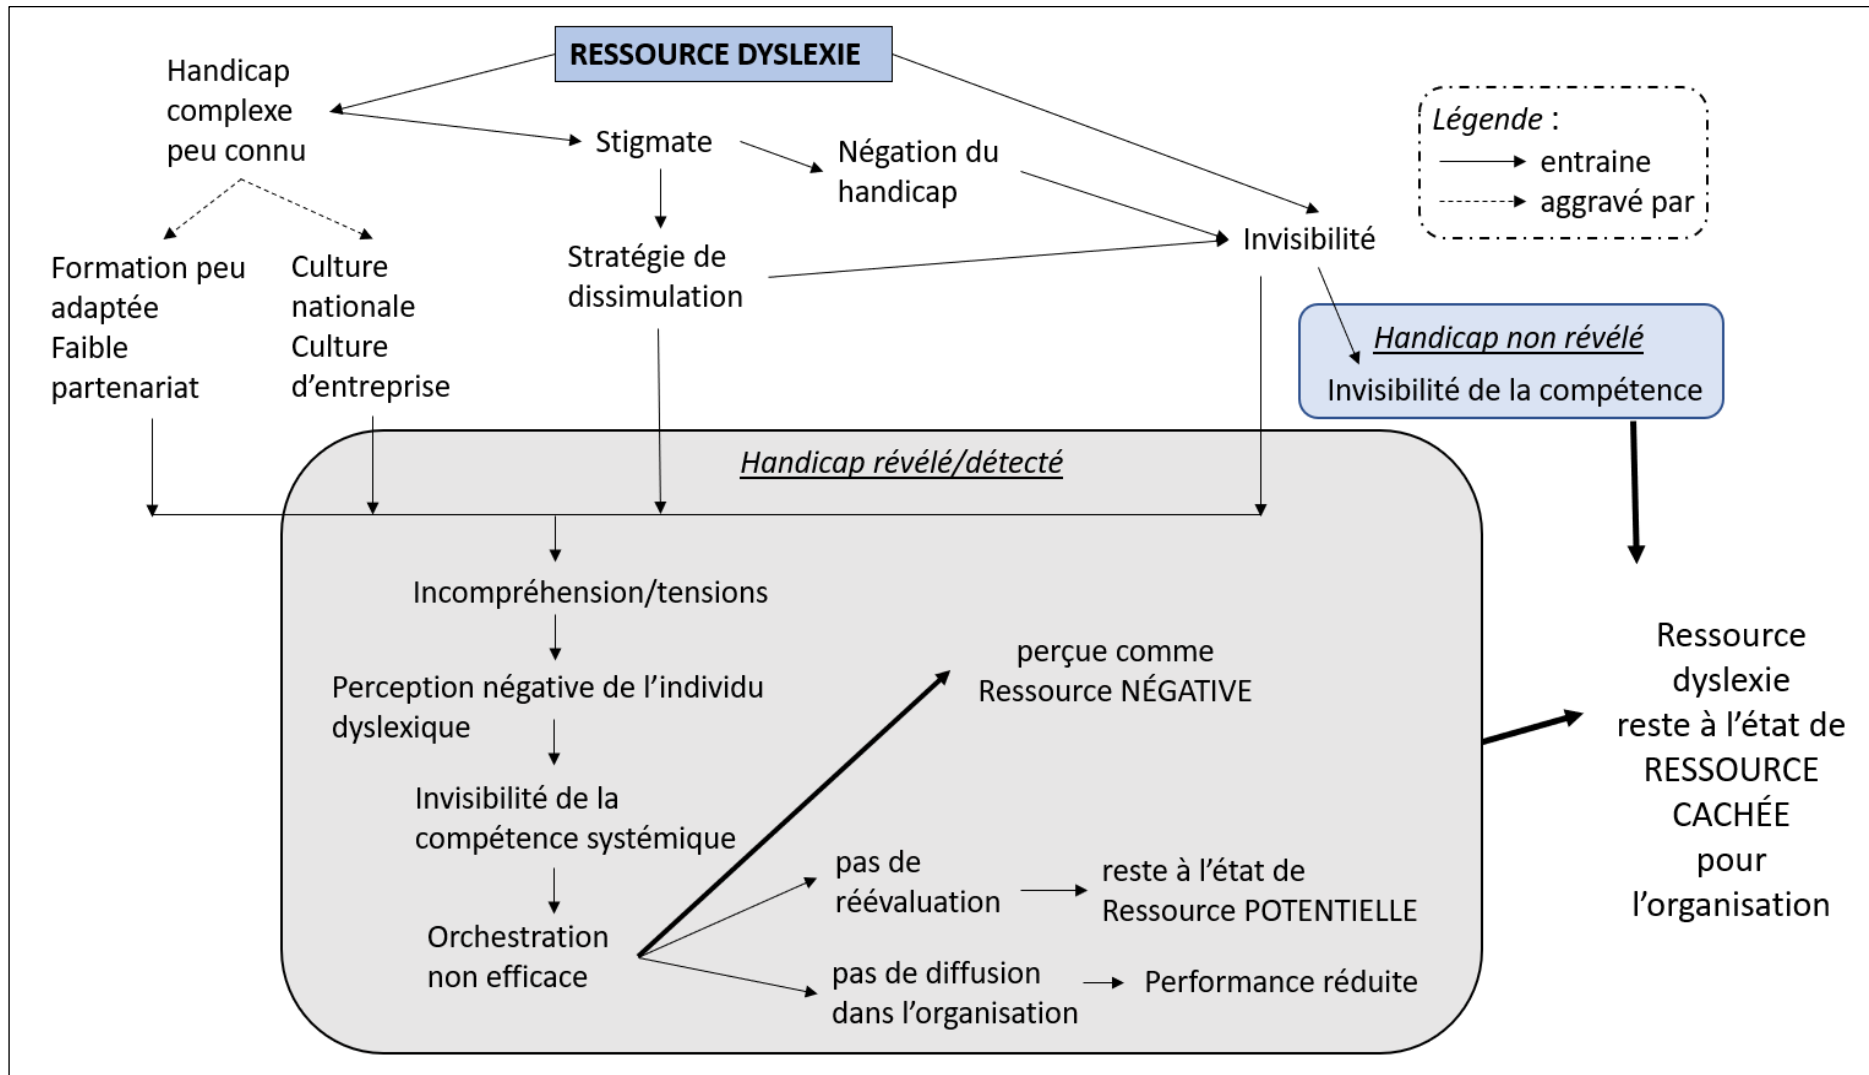 RESSOURCE DYSLEXIE
Handicap
complexe
peu connu
Stigmate
Négation du
handicap
Légende :
entraine
aggravé par
Invisibilité
Formation peu
adaptée
Faible
partenariat
Culture
nationale
Culture
d’entreprise
Stratégie de
dissimulation
Handicap non révélé
Invisibilité de la compétence
Handicap révélé/détecté
Incompréhension/tensions
Perception négative de l’individu
dyslexique
Invisibilité de la
compétence systémique
Orchestration
non efficace
perçue comme
Ressource NÉGATIVE
pas de
réévaluation
reste à l’état de
Ressource POTENTIELLE
pas de diffusion
dans l’organisation
Performance réduite
Ressource
dyslexie
reste à l’état de
RESSOURCE
CACHÉE
pour
l’organisation